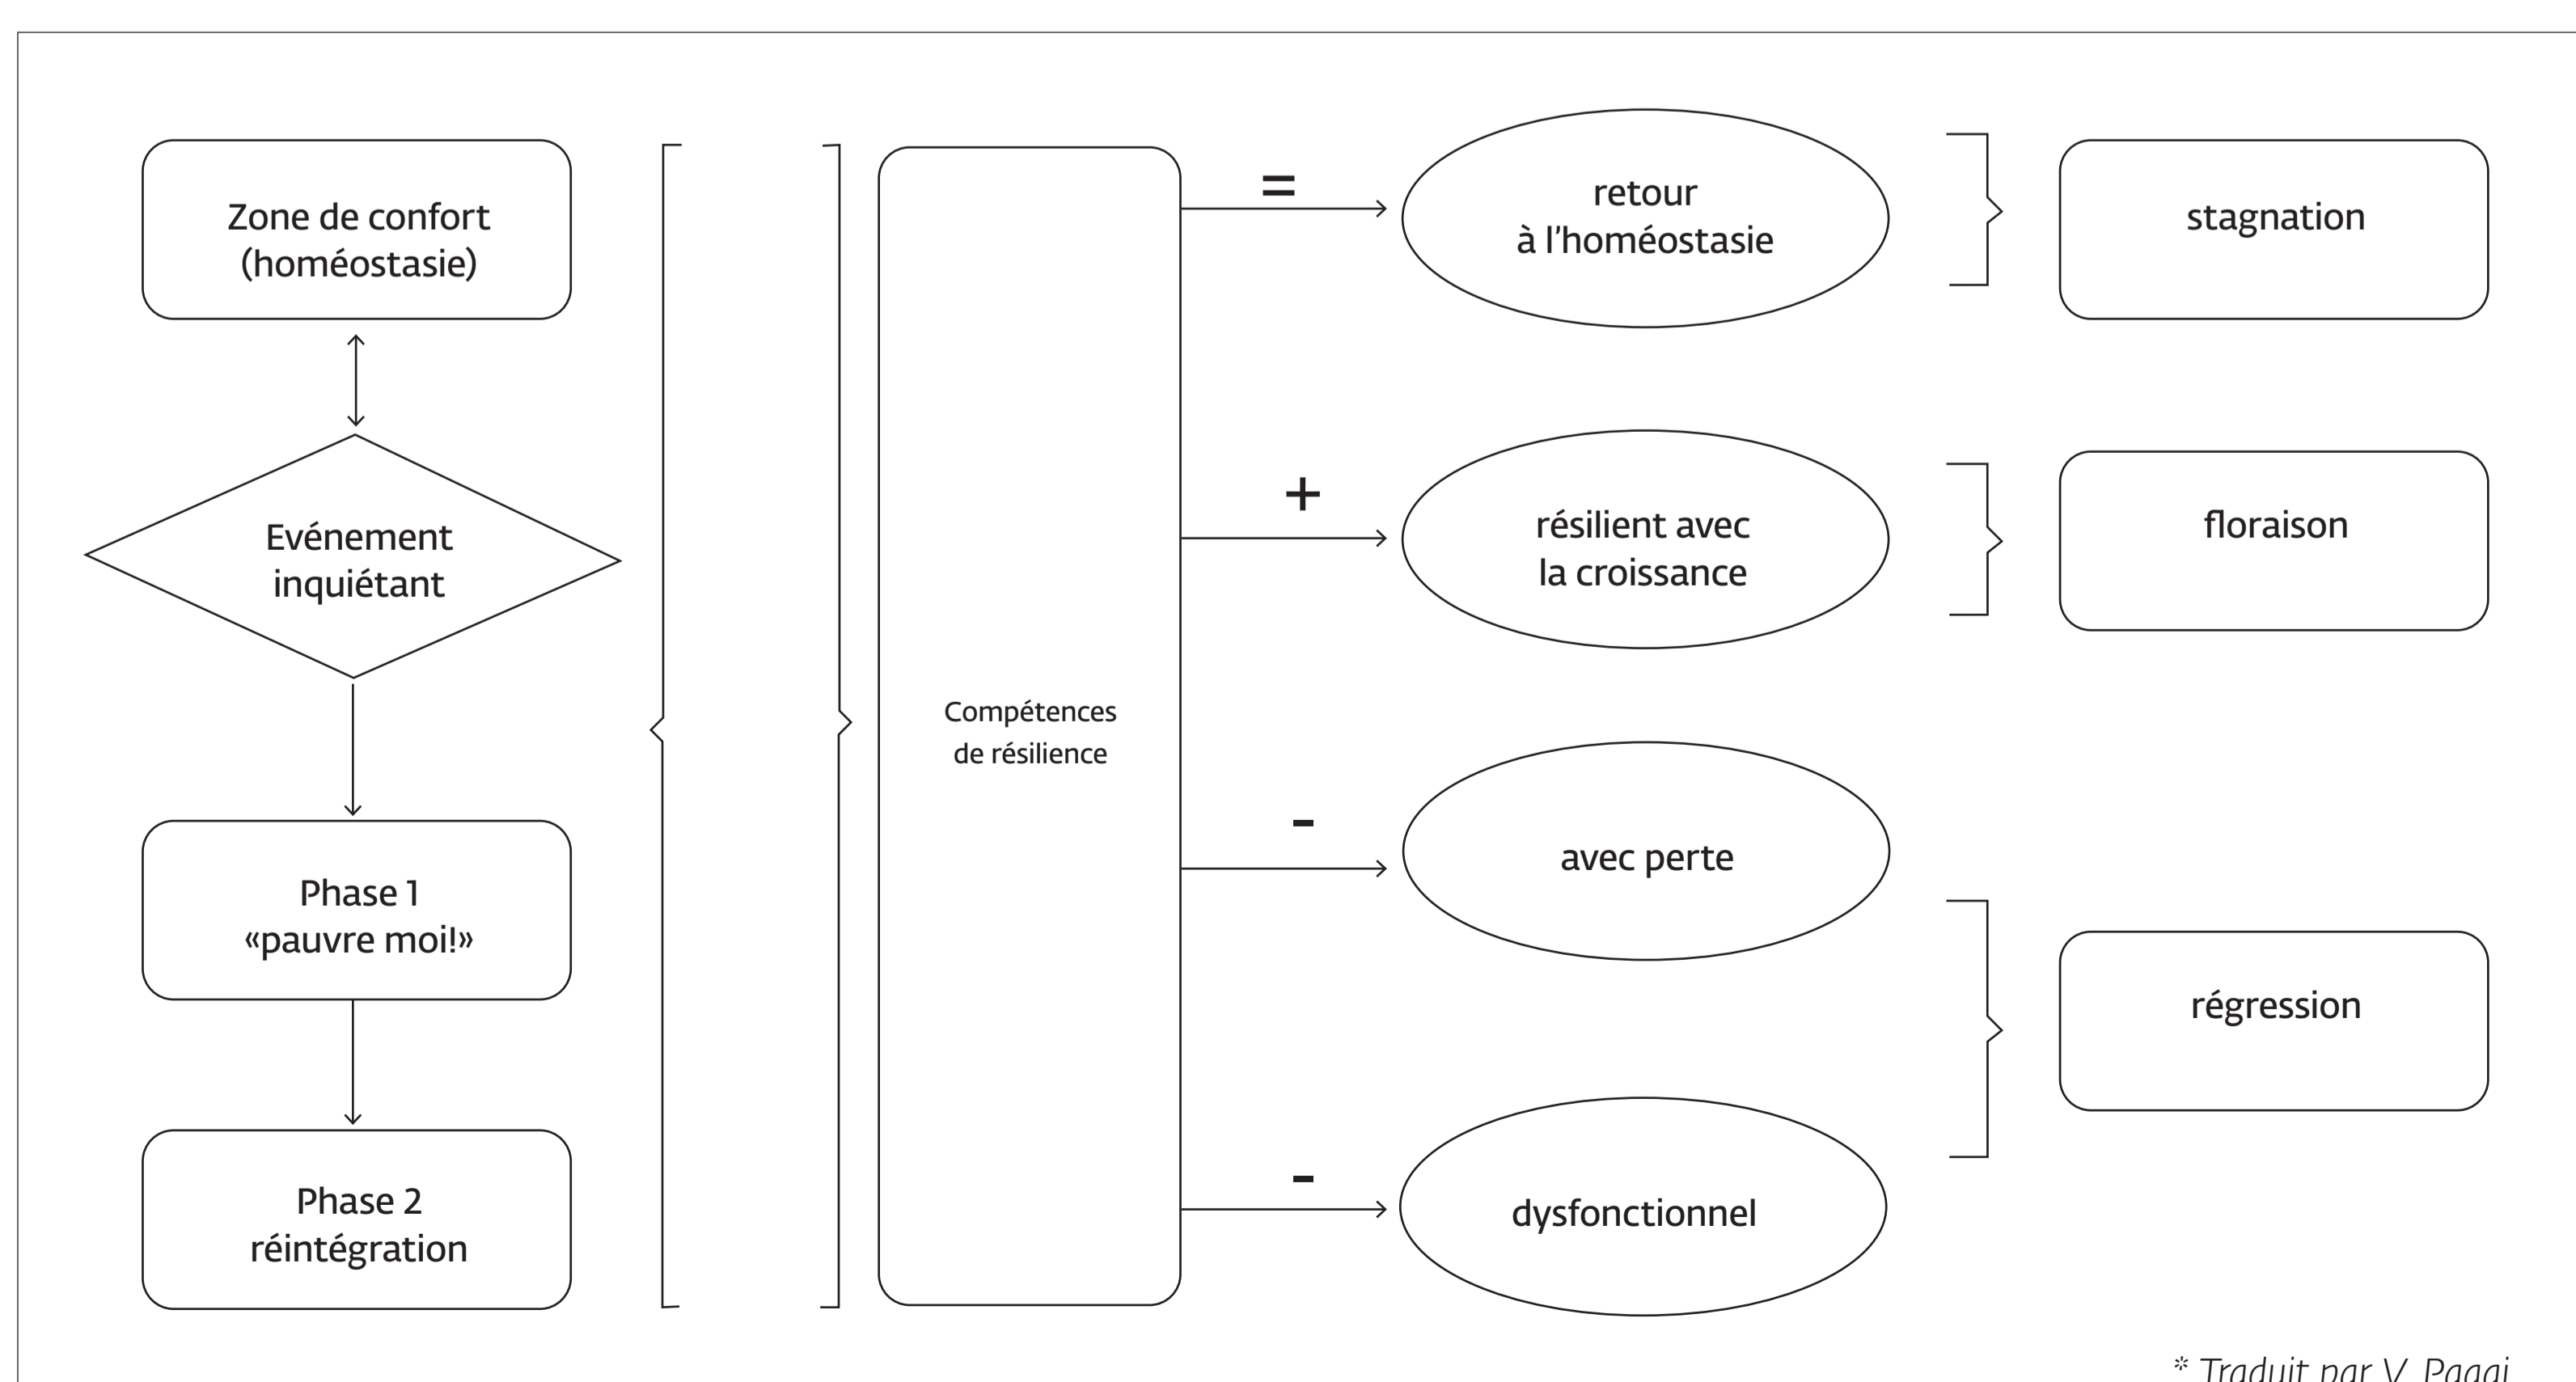 Zone de confort
(homéostasie)
Evénement
inquiétant
Phase 1
«pauvre moi!»
Phase 2
réintégration
Compétences
de résilience
=
retour
à l'homéostasie
stagnation
+
résilient avec
la croissance
floraison
-
avec perte
-
dysfonctionnel
régression
* Traduit par V.